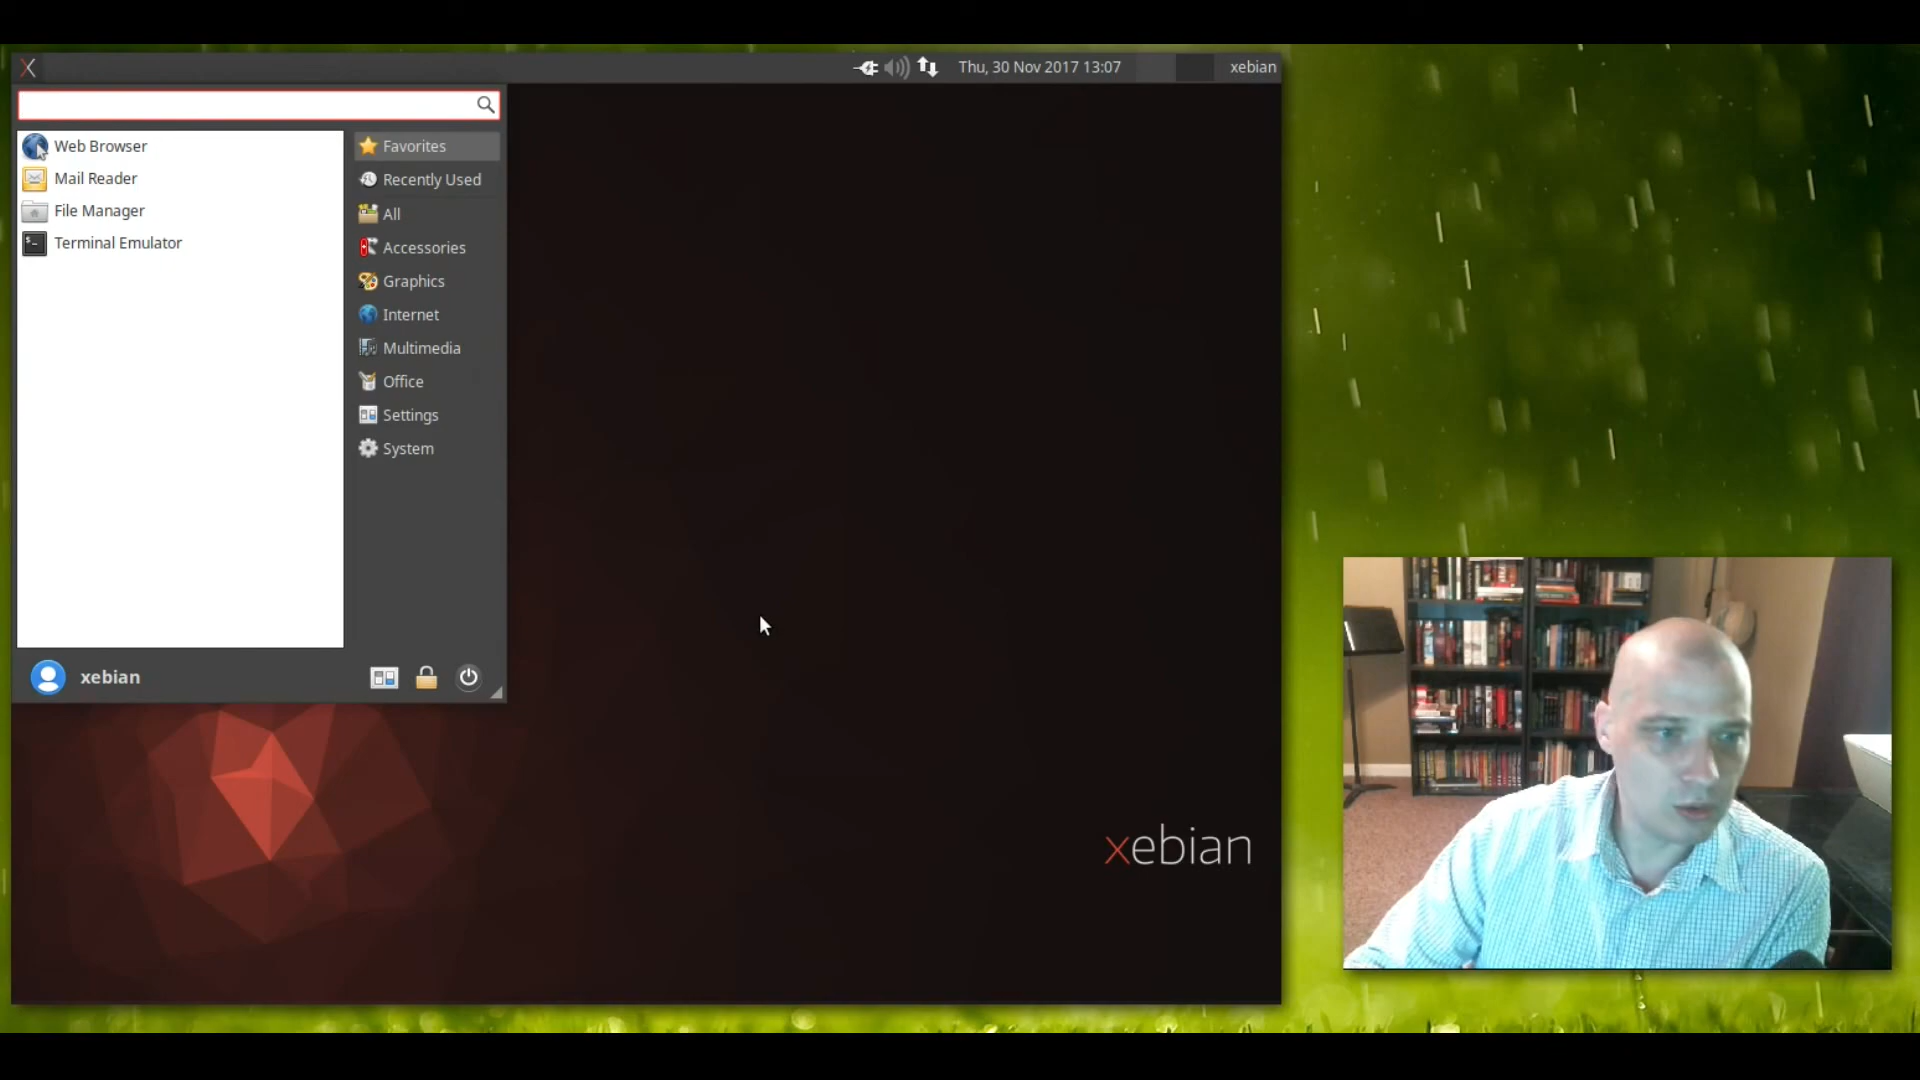 Thu, 30 Nov 2017 13:07
xebian
Web Browser
Mail Reader
File Manager
Terminal Emulator
Favorites
Recently Used
All
Accessories
Graphics
Internet
Multimedia
Office
Settings
System
xebian
xebian